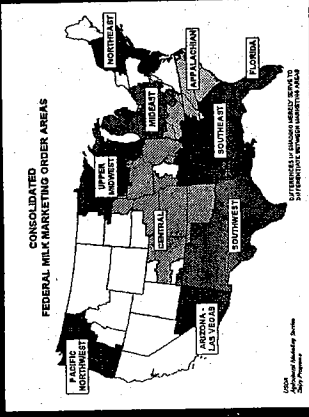 CONSOLIDATED
FEDERAL MILK MARKETING ORDER AREAS
PACIFIC
NORTHWEST
UPPER
MIDWEST
NORTHEAST
MIDEAST
CENTRAL
APPALACHIAN
ARIZONA -
LAS VEGAS
SOUTHWEST
SOUTHEAST
FLORIDA
USDA
Agricultural Marketing Service
Dairy Programs
DIFFERENCES IN SHADING MERELY SERVE TO
DIFFERENTIATE BETWEEN MARKETING AREAS